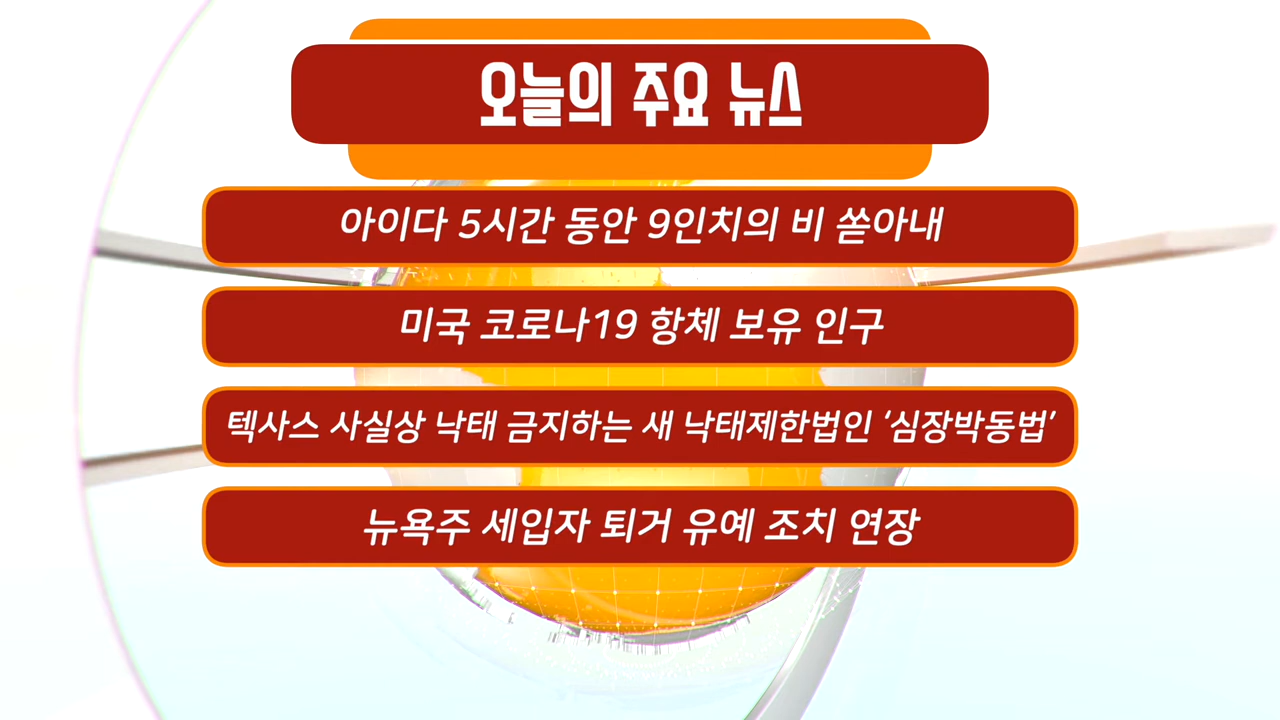 오늘의 주요 뉴스
아이다 5시간 동안 9인치의 비 쏟아내
미국 코로나19 항체 보유 인구
텍사스 사실상 낙태 금지하는 새 낙태제한법인 ‘심장박동법’
뉴욕주 세입자 퇴거 유예 조치 연장